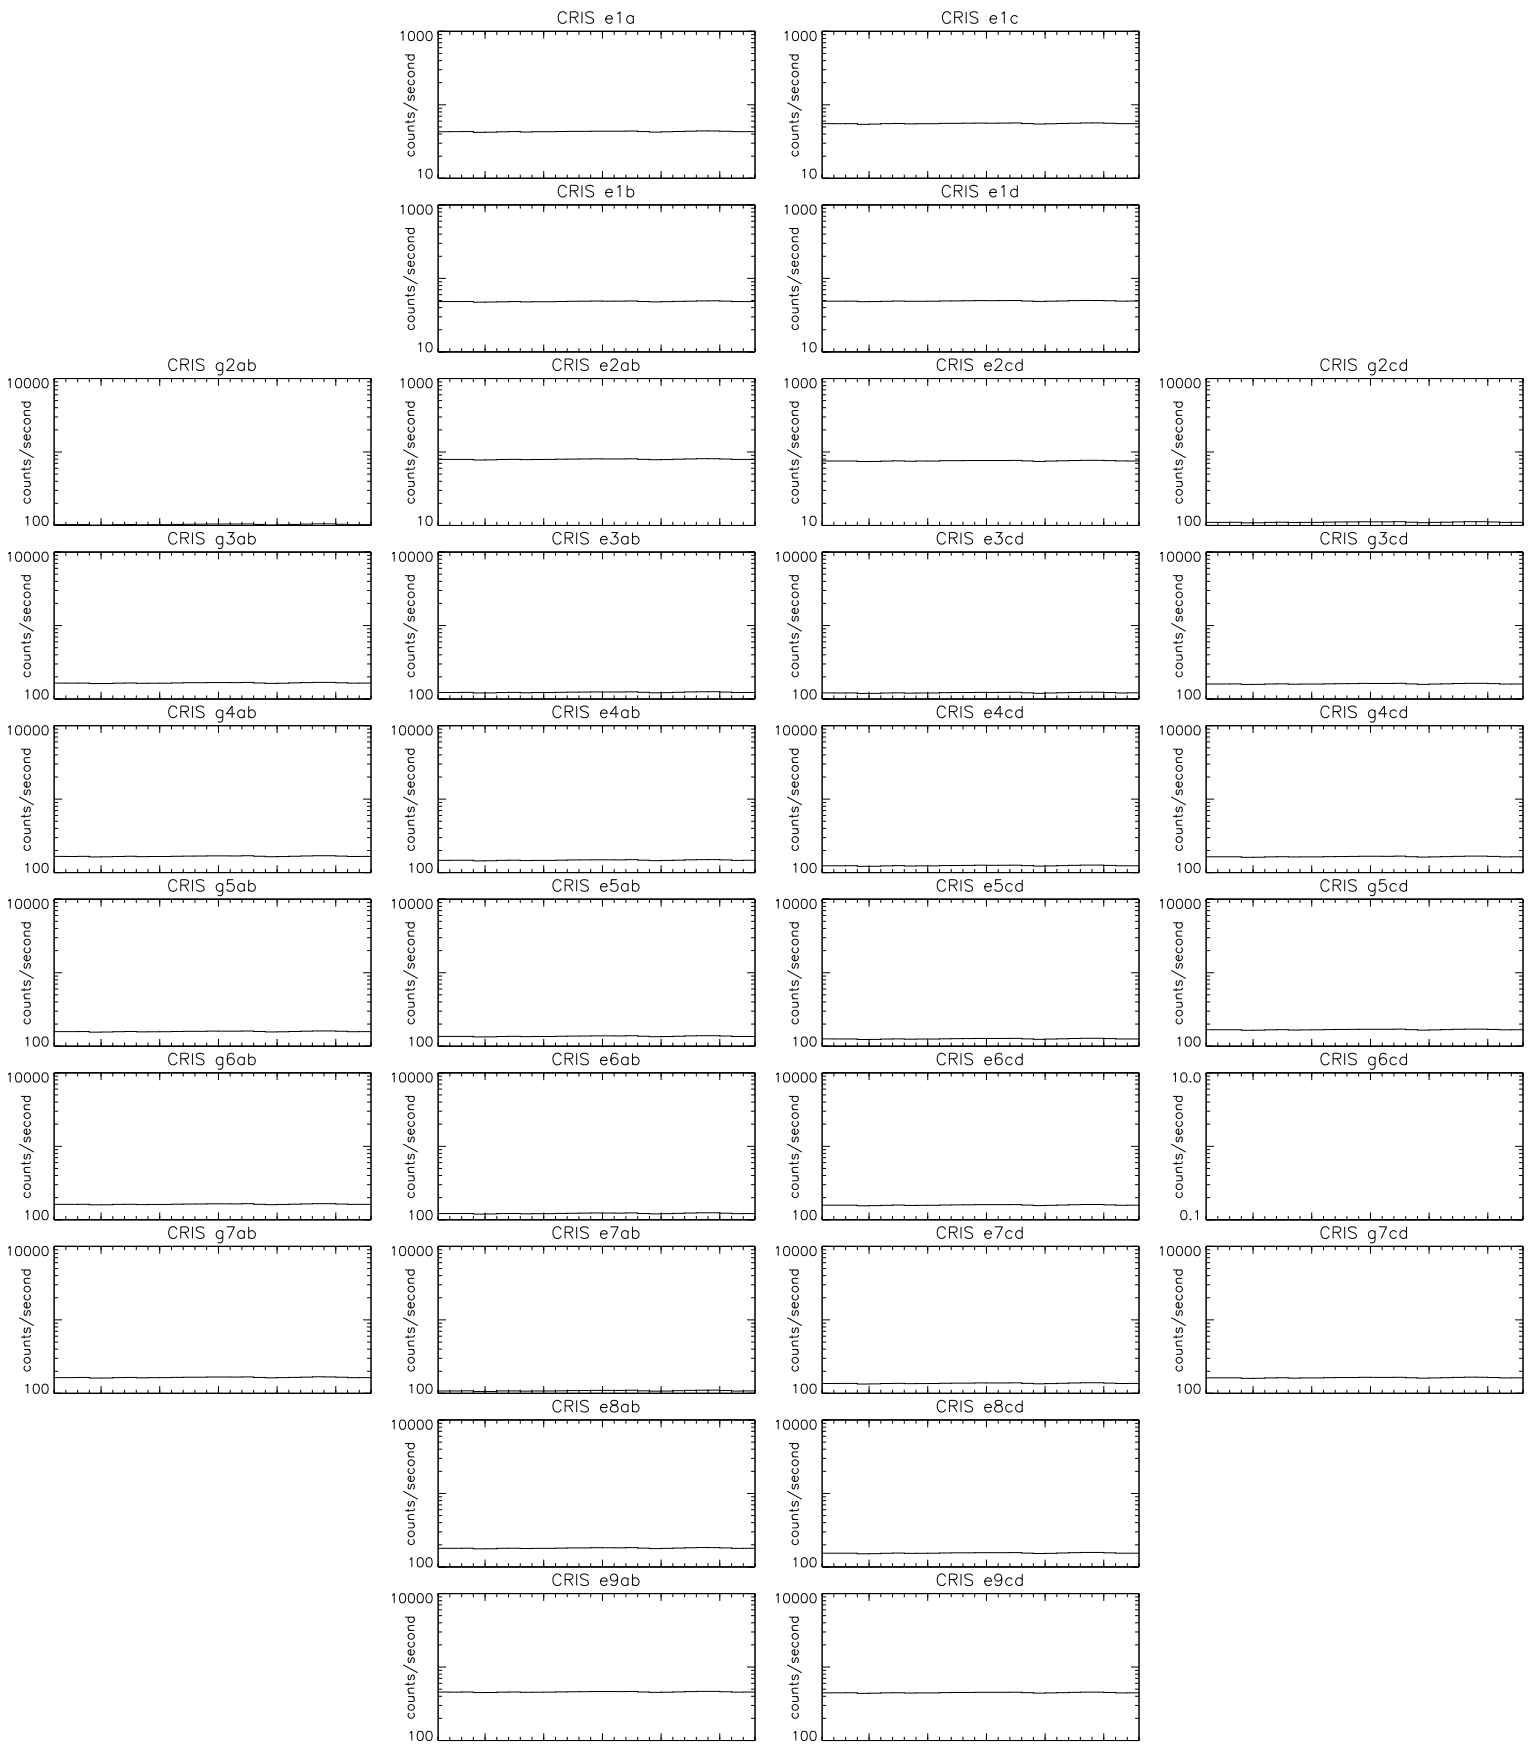 CRIS e1a
CRIS e1c
1000
counts/second
10
1000
counts/second
10
CRIS e1b
CRIS e1d
1000
counts/second
10
1000
counts/second
10
CRIS g2ab
CRIS e2ab
CRIS e2cd
CRIS g2cd
10000
counts/second
100
1000
counts/second
10
1000
counts/second
10
10000
counts/second
100
CRIS g3ab
CRIS e3ab
CRIS e3cd
CRIS g3cd
10000
counts/second
100
10000
counts/second
100
10000
counts/second
100
10000
counts/second
100
CRIS g4ab
CRIS e4ab
CRIS e4cd
CRIS g4cd
10000
counts/second
100
10000
counts/second
100
10000
counts/second
100
10000
counts/second
100
CRIS g5ab
CRIS e5ab
CRIS e5cd
CRIS g5cd
10000
counts/second
100
10000
counts/second
100
10000
counts/second
100
10000
counts/second
100
CRIS g6ab
CRIS e6ab
CRIS e6cd
CRIS g6cd
10000
counts/second
100
10000
counts/second
100
10000
counts/second
100
10.0
counts/second
0.1
CRIS g7ab
CRIS e7ab
CRIS e7cd
CRIS g7cd
10000
counts/second
100
10000
counts/second
100
10000
counts/second
100
10000
counts/second
100
CRIS e8ab
CRIS e8cd
10000
counts/second
100
10000
counts/second
100
CRIS e9ab
CRIS e9cd
10000
counts/second
100
10000
counts/second
100